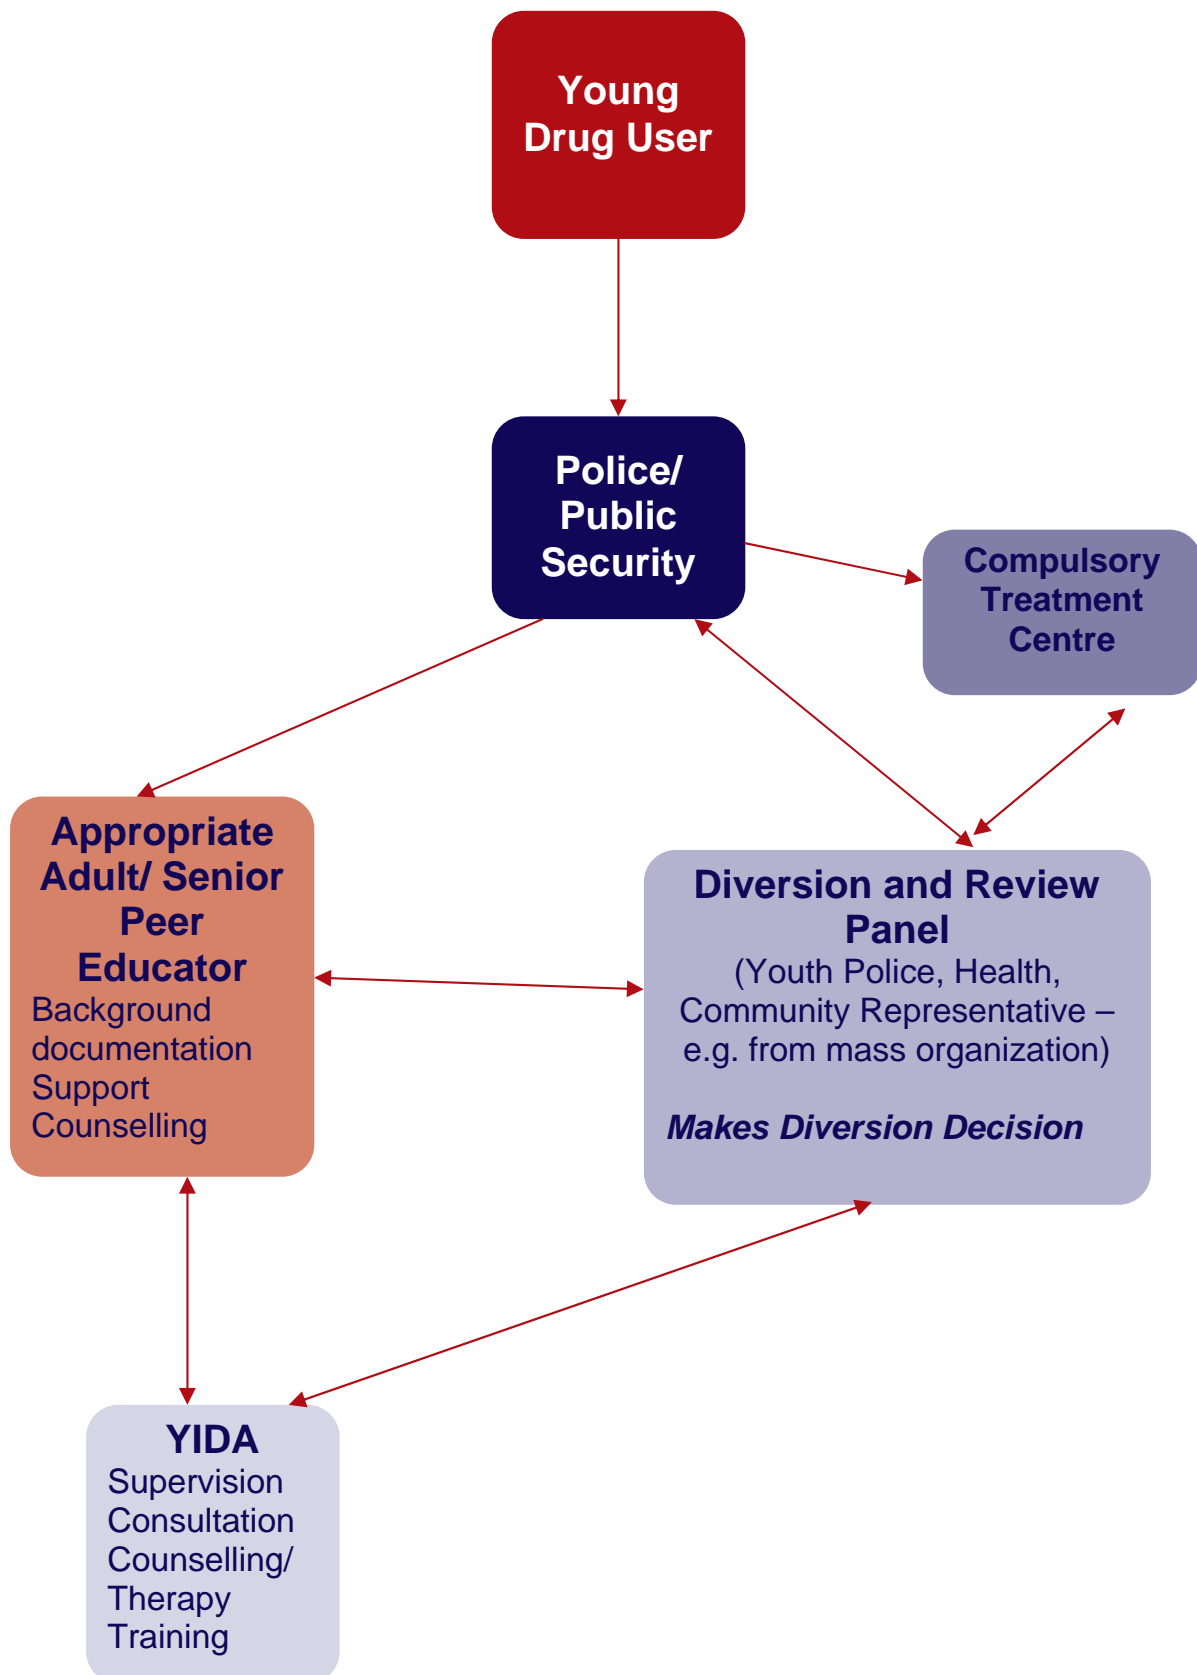 Young
Drug User
Police/
Public
Security
Compulsory
Treatment
Centre
Appropriate
Adult/ Senior
Peer
Educator
Background
documentation
Support
Counselling
Diversion and Review
Panel
(Youth Police, Health,
Community Representative –
e.g. from mass organization)
Makes Diversion Decision
YIDA
Supervision
Consultation
Counselling/
Therapy
Training